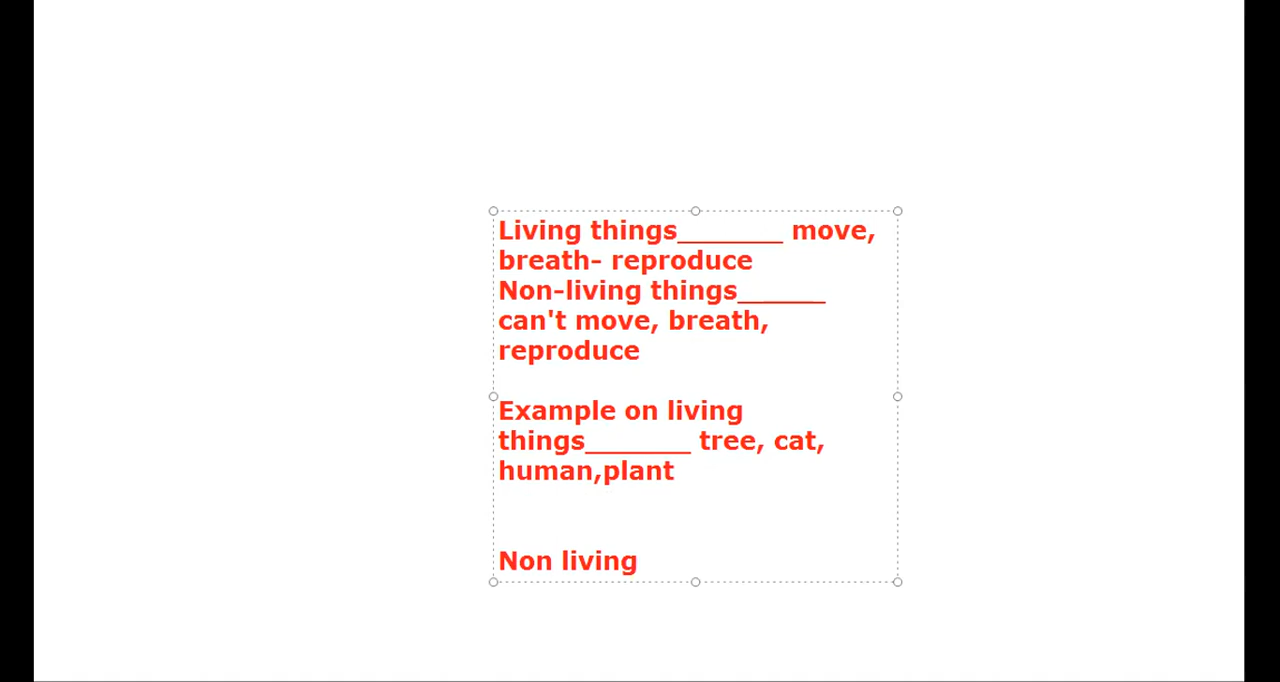 Living things________ move,
breath- reproduce
Non-living things_______
can't move, breath,
reproduce
Example on living
things________ tree, cat,
human,plant
Non living